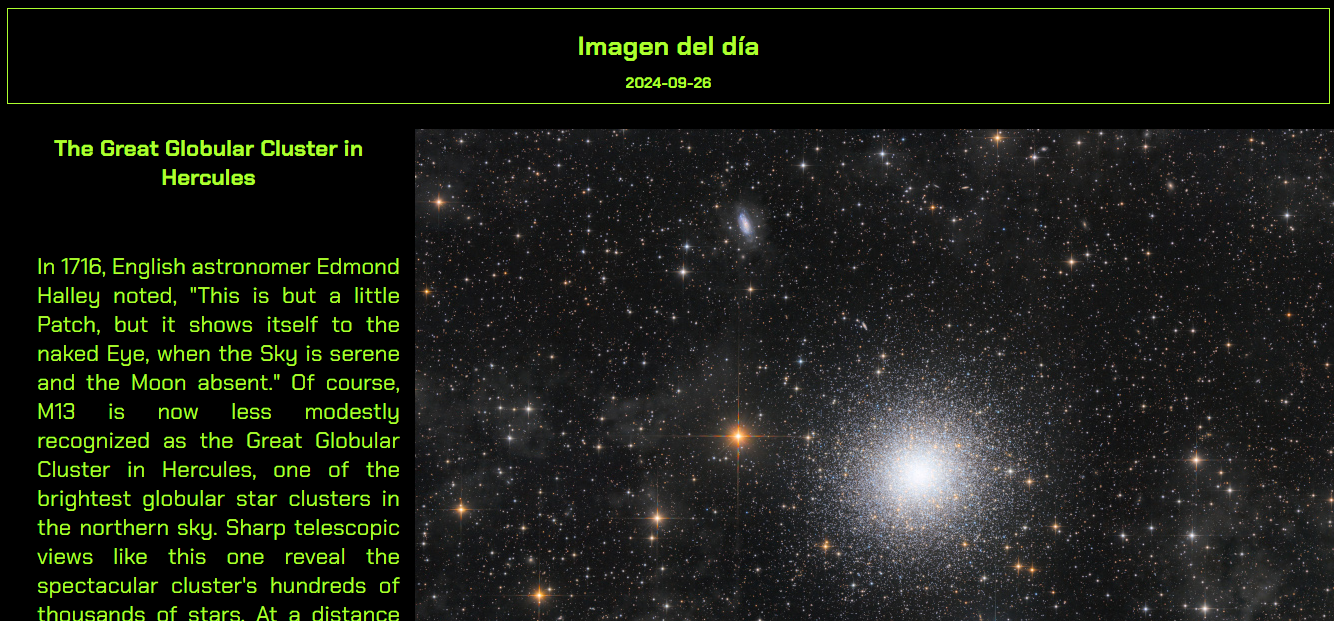 Imagen del día
2024-09-26
The Great Globular Cluster in
Hercules
In 1716, English astronomer Edmond
Halley noted, "This is but a little
Patch, but it shows itself to the
naked Eye, when the Sky is serene
and the Moon absent." Of course,
M13 is now less modestly
recognized as the Great Globular
Cluster in Hercules, one of the
brightest globular star clusters in
the northern sky. Sharp telescopic
views like this one reveal the
spectacular cluster's hundreds of
thousands of stars. At a distance